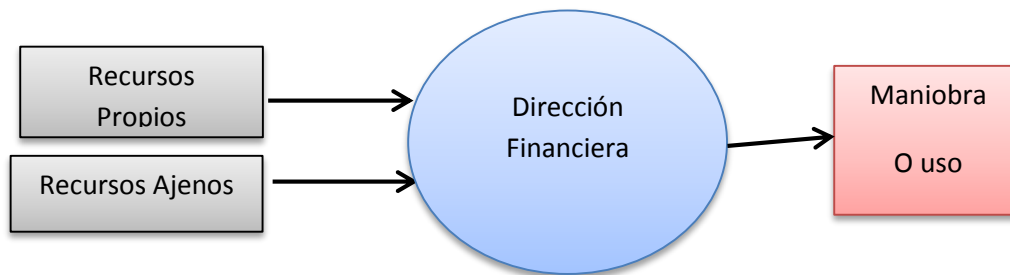 Recursos
Propios
Recursos Ajenos
Dirección
Financiera
Maniobra
O uso